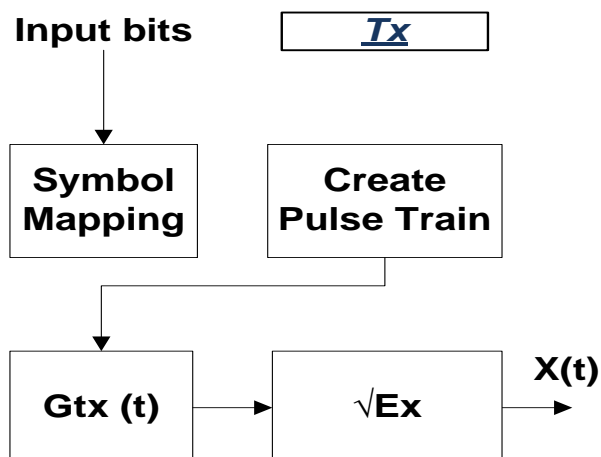 Input bits
Tx
Symbol
Mapping
Create
Pulse Train
Gtx (t)
√Ex
X(t)